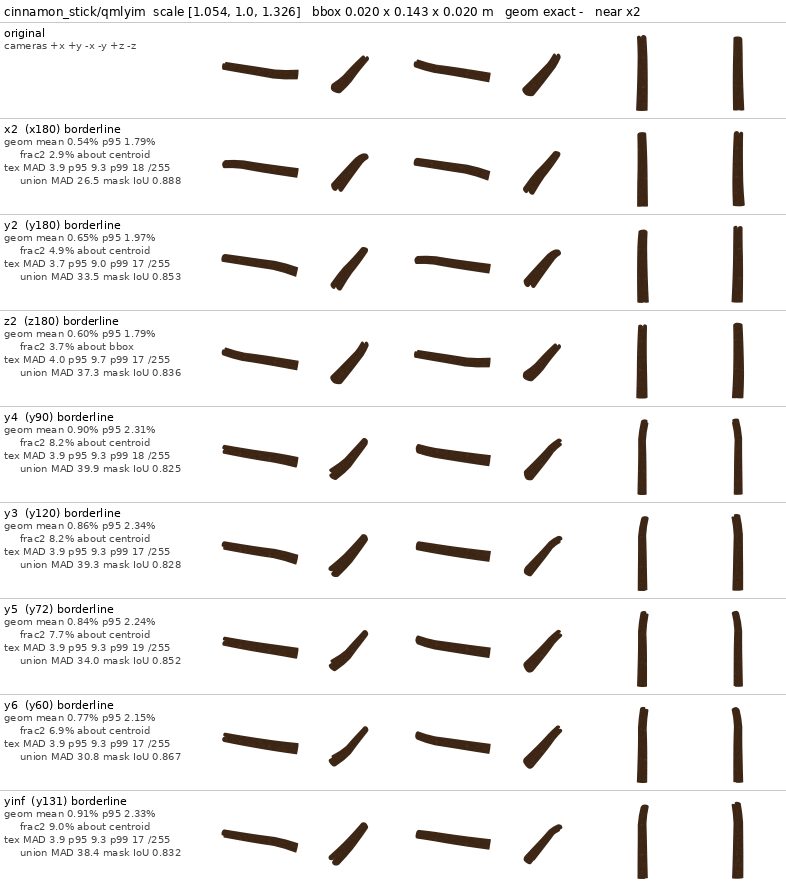 cinnamon_stick/qmlyim scale [1.054, 1.0, 1.326] bbox 0.020 x 0.143 x 0.020 m geom exact - near x2
original
cameras +x +y -x -y +z -z
x2 (x180) borderline
geom mean 0.54% p95 1.79%
frac2 2.9% about centroid
tex MAD 3.9 p95 9.3 p99 18 /255
union MAD 26.5 mask IoU 0.888
y2 (y180) borderline
geom mean 0.65% p95 1.97%
frac2 4.9% about centroid
tex MAD 3.7 p95 9.0 p99 17 /255
union MAD 33.5 mask IoU 0.853
z2 (z180) borderline
geom mean 0.60% p95 1.79%
frac2 3.7% about bbox
tex MAD 4.0 p95 9.7 p99 17 /255
union MAD 37.3 mask IoU 0.836
y4 (y90) borderline
geom mean 0.90% p95 2.31%
frac2 8.2% about centroid
tex MAD 3.9 p95 9.3 p99 18 /255
union MAD 39.9 mask IoU 0.825
y3 (y120) borderline
geom mean 0.86% p95 2.34%
frac2 8.2% about centroid
tex MAD 3.9 p95 9.3 p99 17 /255
union MAD 39.3 mask IoU 0.828
y5 (y72) borderline
geom mean 0.84% p95 2.24%
frac2 7.7% about centroid
tex MAD 3.9 p95 9.3 p99 19 /255
union MAD 34.0 mask IoU 0.852
y6 (y60) borderline
geom mean 0.77% p95 2.15%
frac2 6.9% about centroid
tex MAD 3.9 p95 9.3 p99 17 /255
union MAD 30.8 mask IoU 0.867
yinf (y131) borderline
geom mean 0.91% p95 2.33%
frac2 9.0% about centroid
tex MAD 3.9 p95 9.3 p99 17 /255
union MAD 38.4 mask IoU 0.832